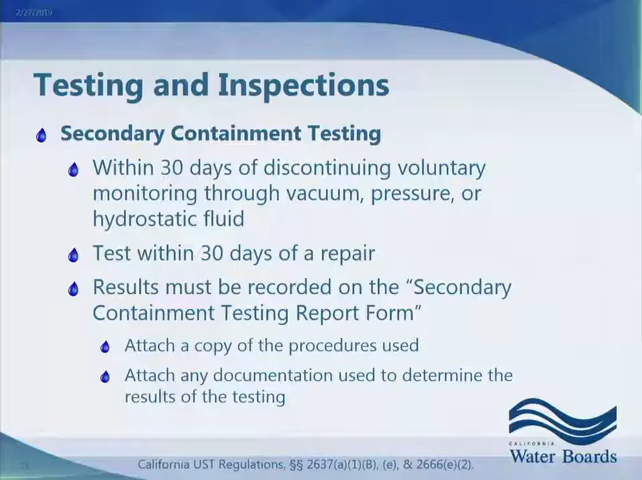 2/27/2019
Testing and Inspections
Secondary Containment Testing
Within 30 days of discontinuing voluntary
monitoring through vacuum, pressure, or
hydrostatic fluid
Test within 30 days of a repair
Results must be recorded on the “Secondary
Containment Testing Report Form”
Attach a copy of the procedures used
Attach any documentation used to determine the
results of the testing
CALIFORNIA
Water Boards
California UST Regulations, §§ 2637(a)(1)(B), (e), & 2666(e)(2).